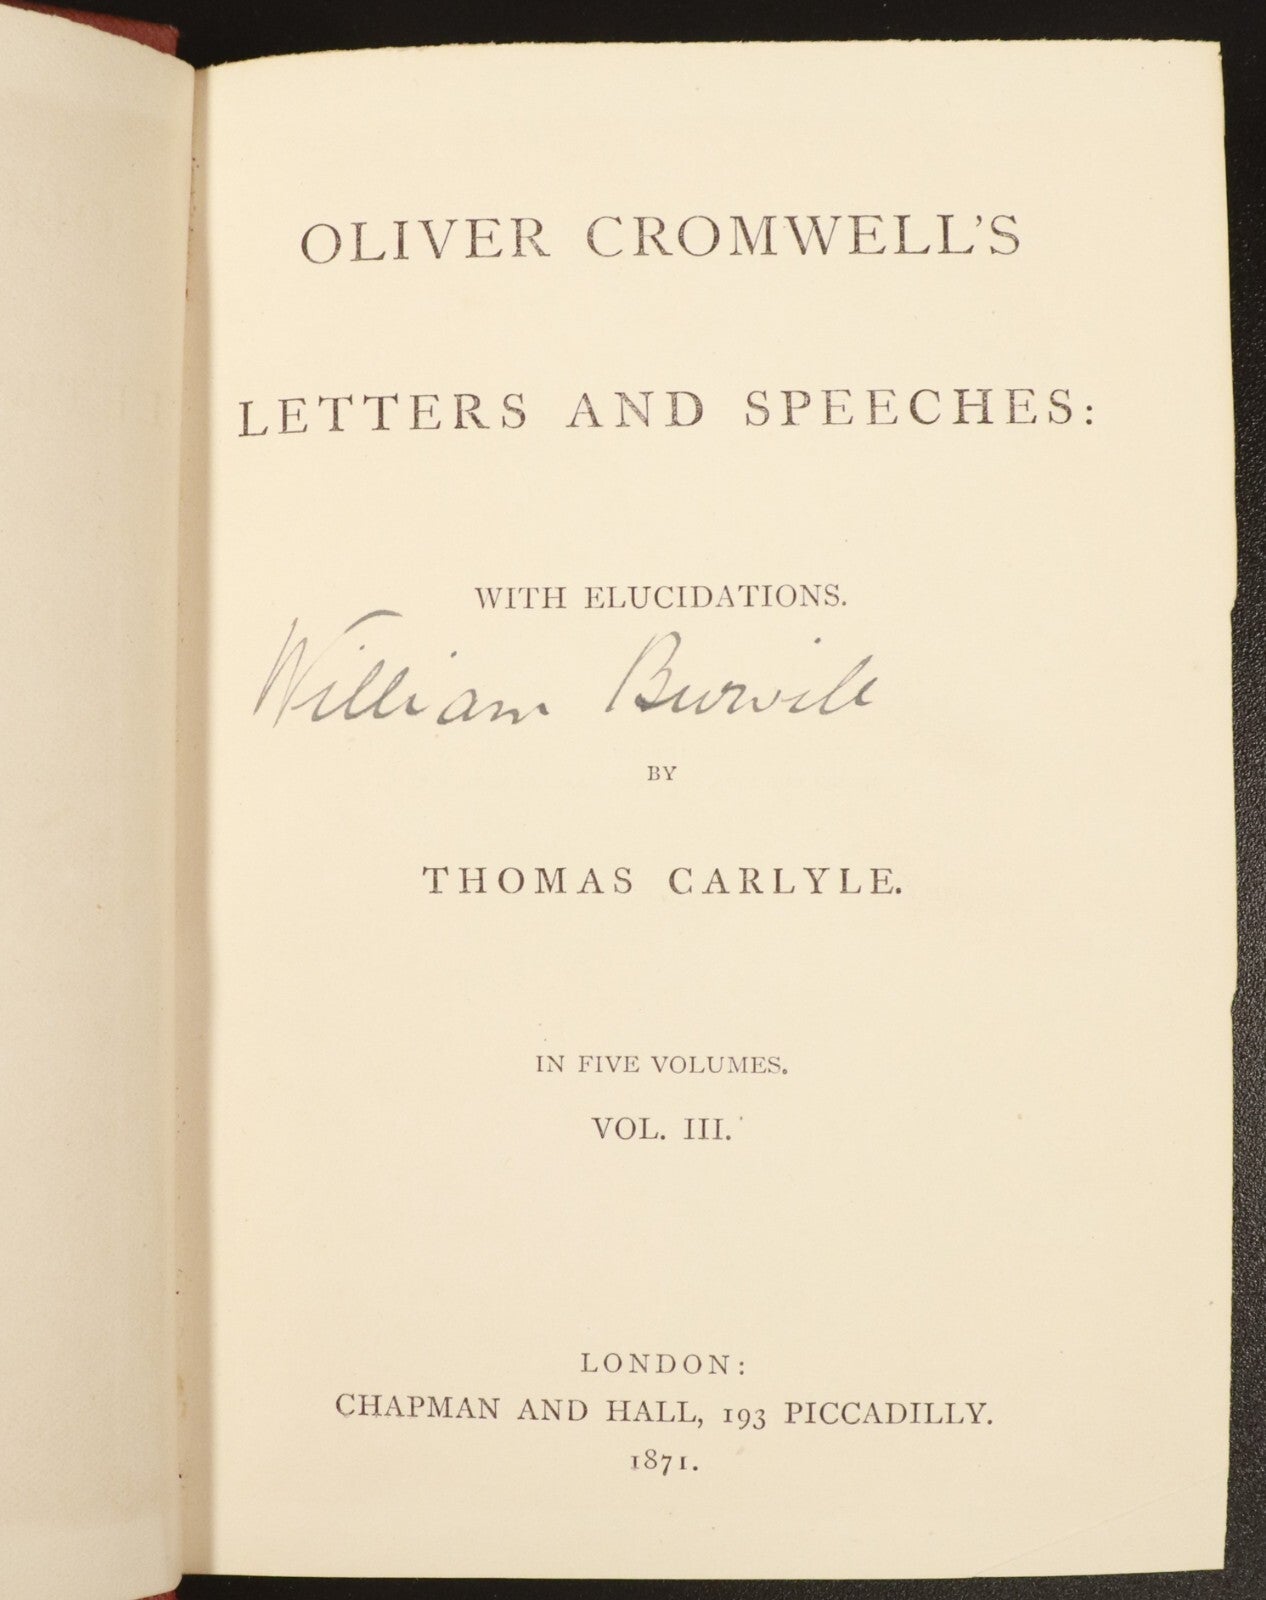 OLIVER CROMWELL'S
LETTERS AND SPEECHES:
WITH ELUCIDATIONS.
William Burvill
BY
THOMAS CARLYLE.
IN FIVE VOLUMES.
VOL. III.
LONDON:
CHAPMAN AND HALL, 193 PICCADILLY.
1871.